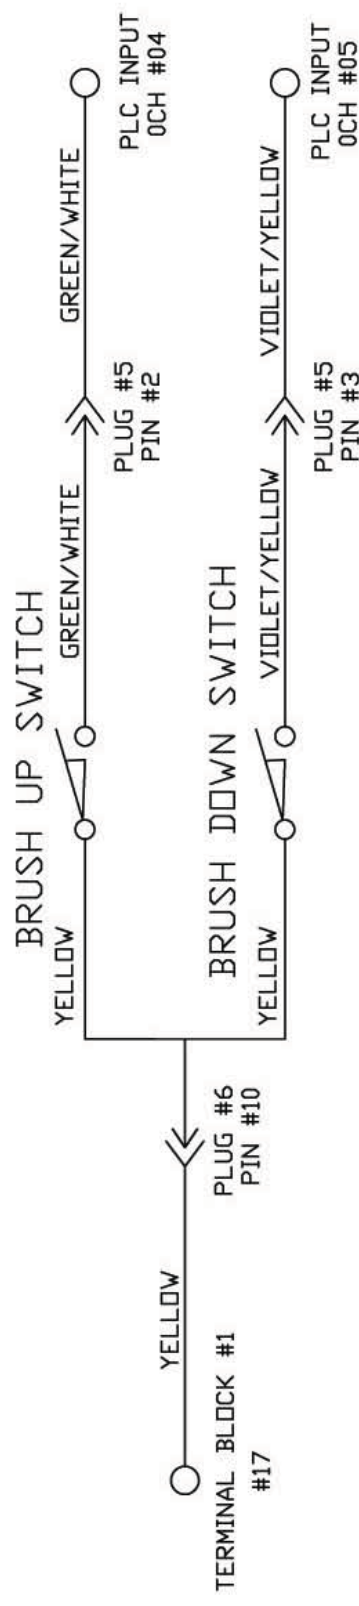 TERMINAL BLOCK #1
#17
YELLOW
PLUG #6
PIN #10
BRUSH UP SWITCH
YELLOW
GREEN/WHITE
PLUG #5
PIN #2
GREEN/WHITE
PLC INPUT
0CH #04
BRUSH DOWN SWITCH
YELLOW
VIOLET/YELLOW
PLUG #5
PIN #3
VIOLET/YELLOW
PLC INPUT
0CH #05